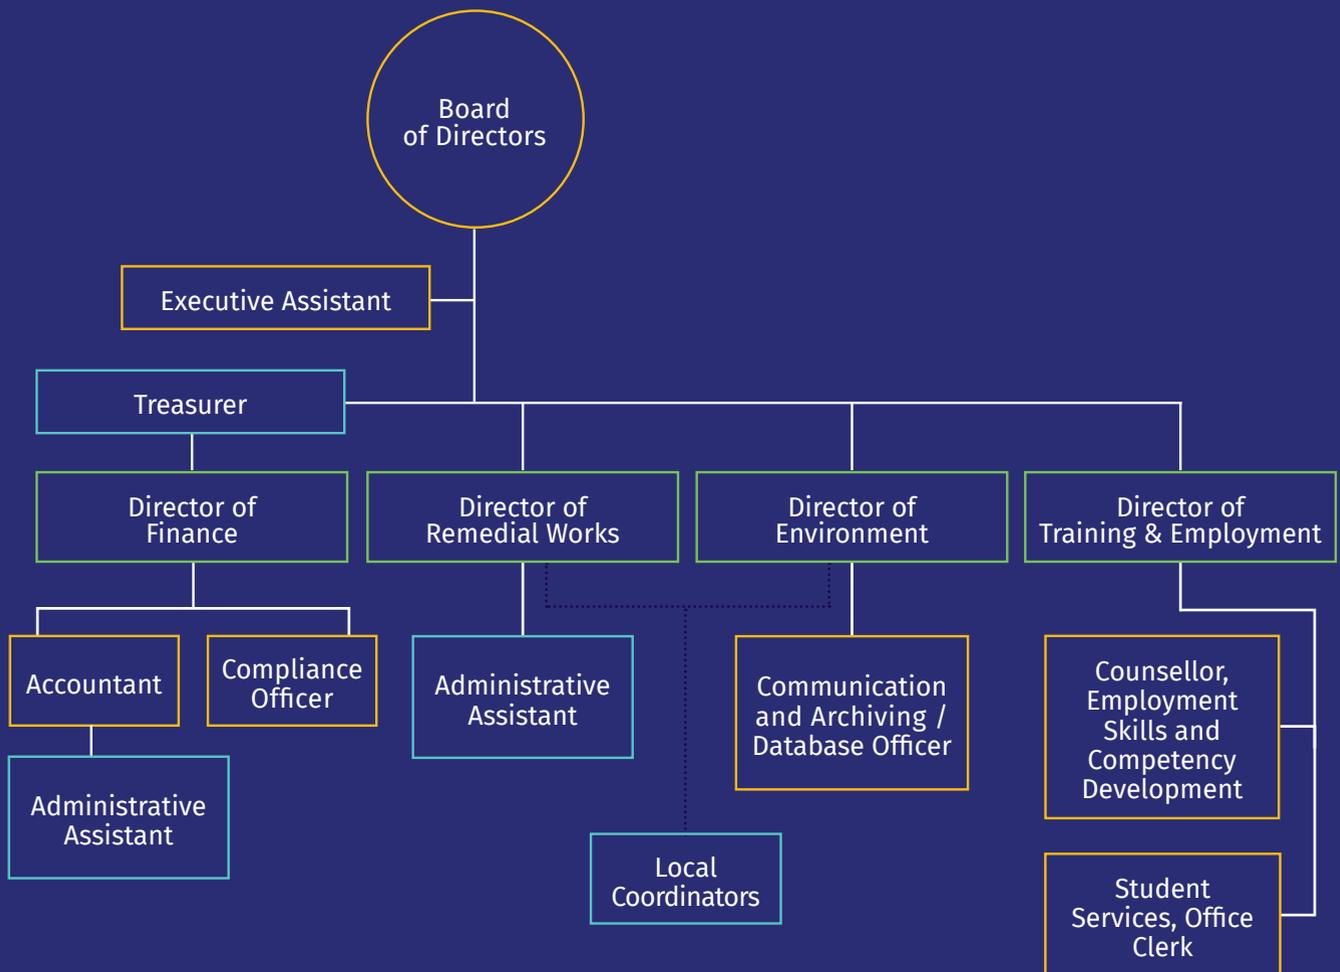 Board
of Directors
Executive Assistant
Treasurer
Director of
Finance
Director of
Remedial Works
Director of
Environment
Director of
Training & Employment
Accountant
Compliance
Officer
Administrative
Assistant
Communication
and Archiving /
Database Officer
Counsellor,
Employment
Skills and
Competency
Development
Administrative
Assistant
Local
Coordinators
Student
Services, Office
Clerk